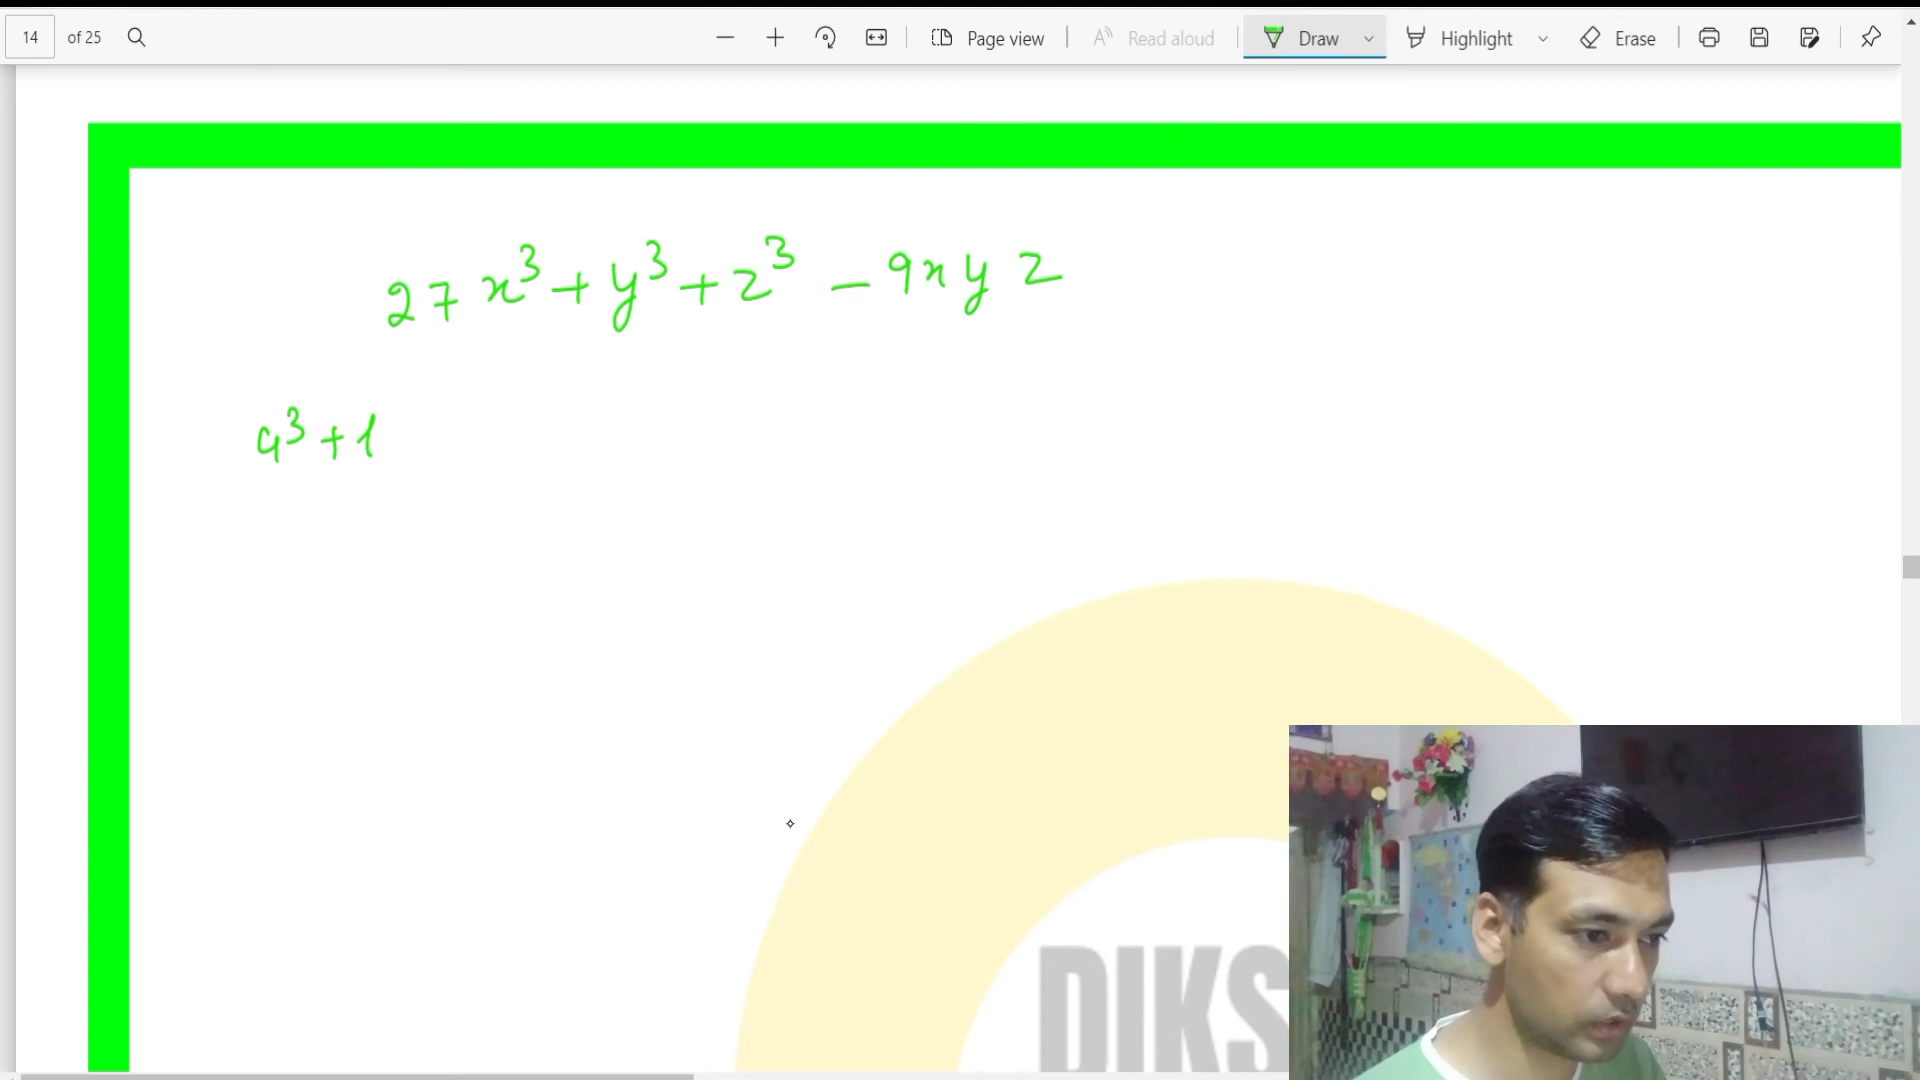 14 of 25 Page view Read aloud Draw Highlight Erase
27x³+y³+z³-9xyz
a³+1
DIKS